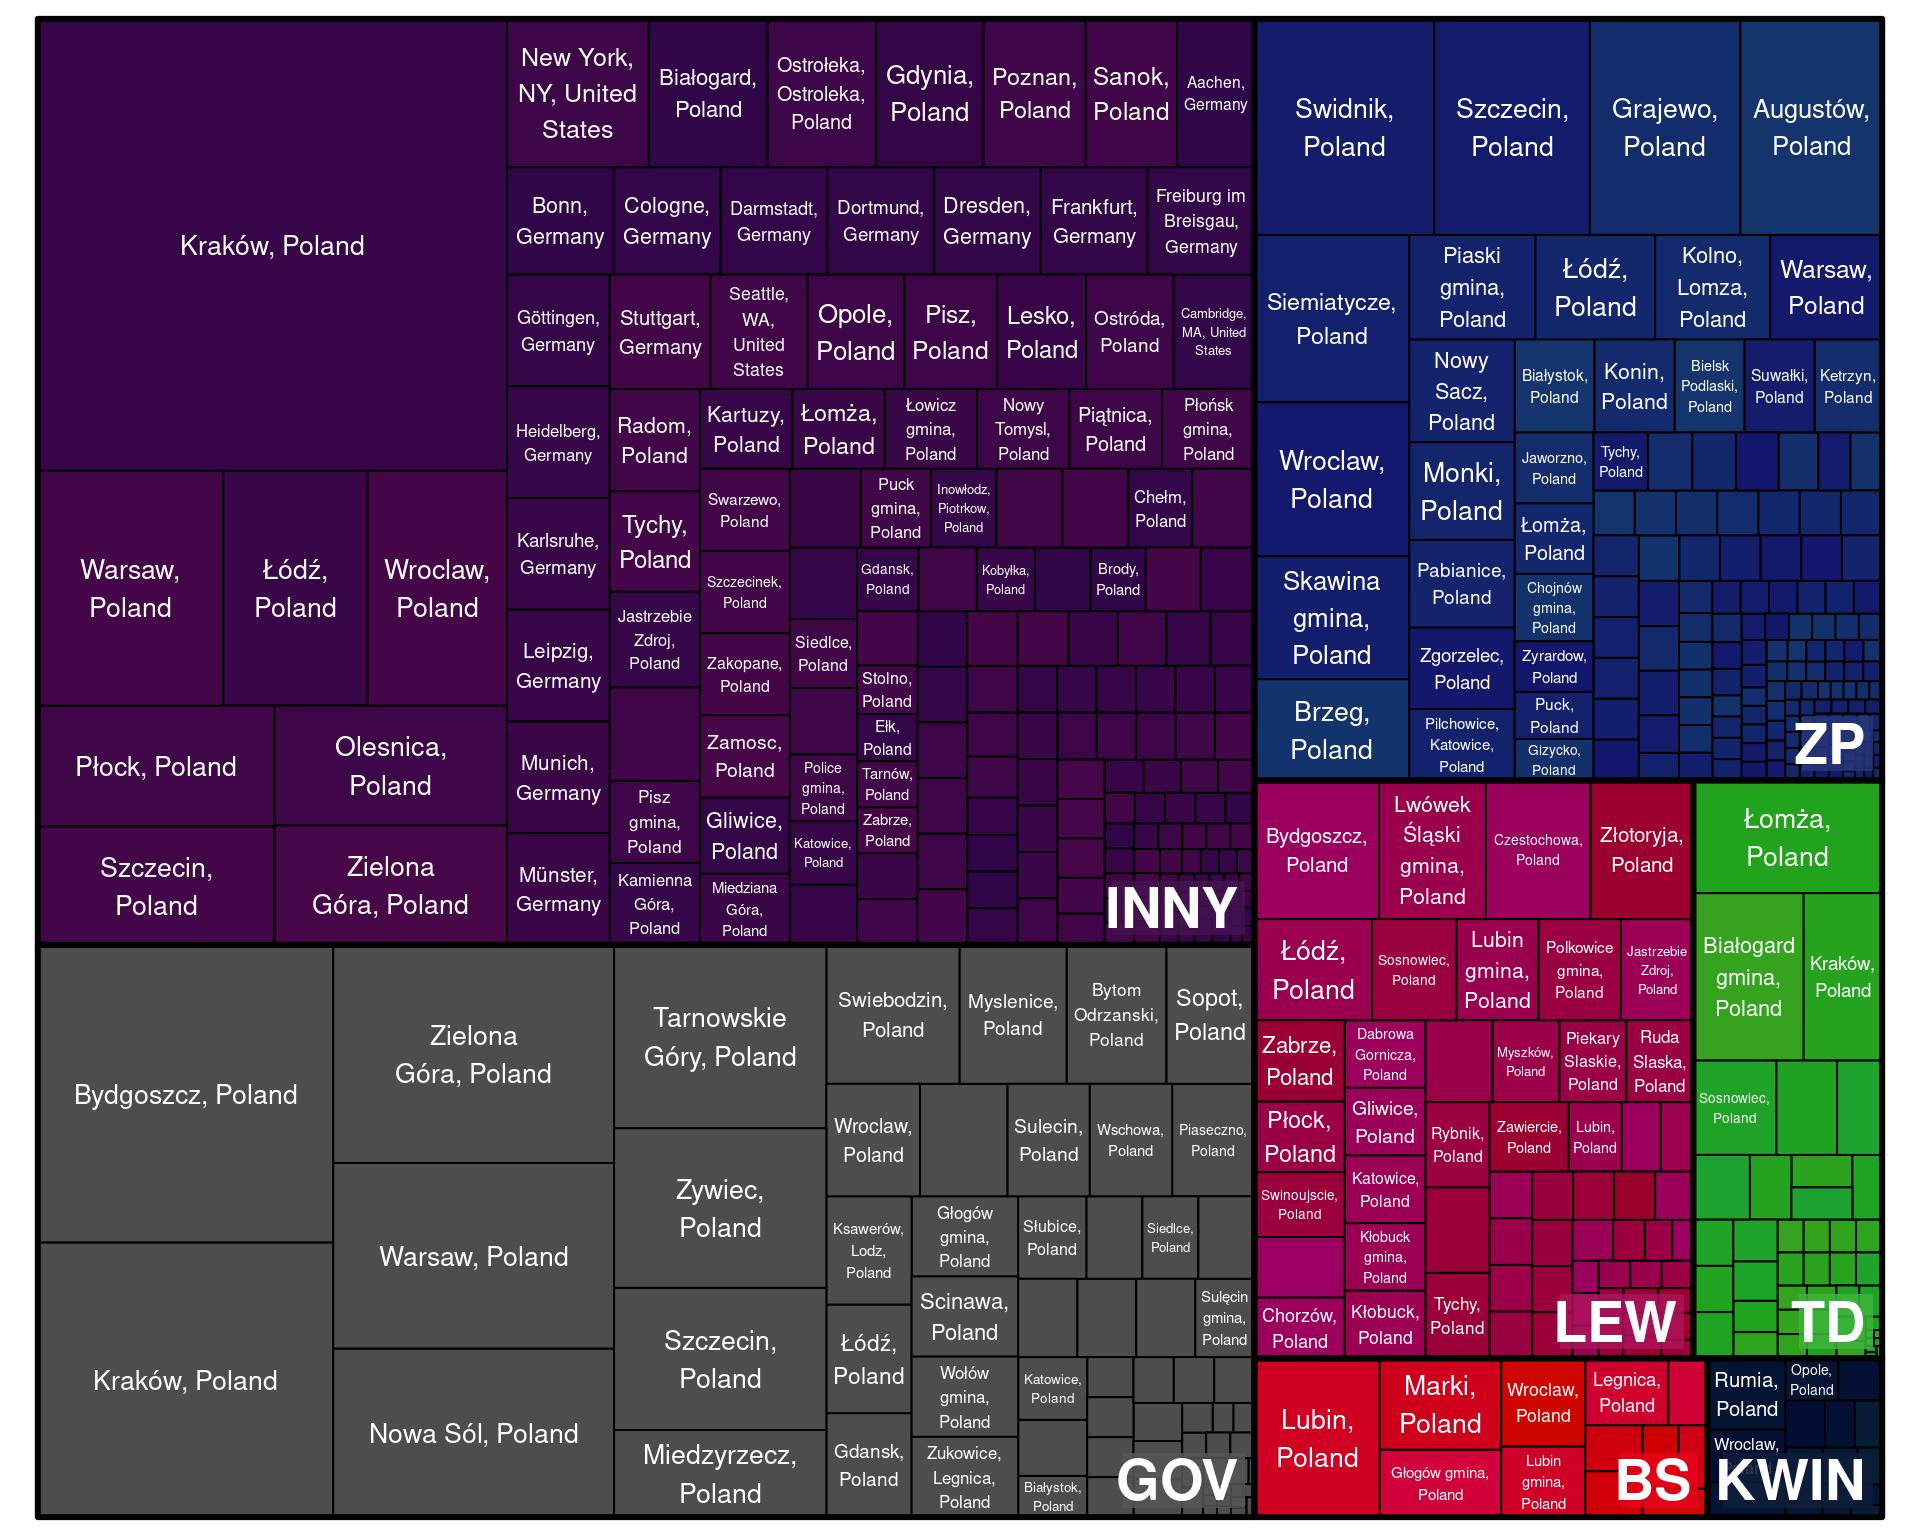 Kraków, Poland
New York,
NY, United
States
Białogard,
Poland
Ostrołeka,
Ostroleka,
Poland
Gdynia,
Poland
Poznan,
Poland
Sanok,
Poland
Aachen,
Germany
Bonn,
Germany
Cologne,
Germany
Darmstadt,
Germany
Dortmund,
Germany
Dresden,
Germany
Frankfurt,
Germany
Freiburg im
Breisgau,
Germany
Göttingen,
Germany
Stuttgart,
Germany
Seattle,
WA,
United
States
Opole,
Poland
Pisz,
Poland
Lesko,
Poland
Ostróda,
Poland
Cambridge,
MA, United
States
Heidelberg,
Germany
Radom,
Poland
Kartuzy,
Poland
Łomża,
Poland
Łowicz
gmina,
Poland
Nowy
Tomysl,
Poland
Piątnica,
Poland
Płońsk
gmina,
Poland
Warsaw,
Poland
Łódź,
Poland
Wroclaw,
Poland
Karlsruhe,
Germany
Tychy,
Poland
Swarzewo,
Poland
Puck
gmina,
Poland
Inowłodz,
Piotrkow,
Poland
Chełm,
Poland
Szczecinek,
Poland
Gdansk,
Poland
Kobyłka,
Poland
Brody,
Poland
Leipzig,
Germany
Jastrzebie
Zdroj,
Poland
Zakopane,
Poland
Siedlce,
Poland
Stolno,
Poland
Ełk,
Poland
Płock, Poland
Olesnica,
Poland
Munich,
Germany
Zamosc,
Poland
Police
gmina,
Poland
Tarnów,
Poland
Zabrze,
Poland
Szczecin,
Poland
Zielona
Góra, Poland
Münster,
Germany
Pisz
gmina,
Poland
Gliwice,
Poland
Katowice,
Poland
Kamienna
Góra,
Poland
Miedziana
Góra,
Poland
INNY
Swidnik,
Poland
Szczecin,
Poland
Grajewo,
Poland
Augustów,
Poland
Siemiatycze,
Poland
Piaski
gmina,
Poland
Łódź,
Poland
Kolno,
Lomza,
Poland
Warsaw,
Poland
Nowy
Sacz,
Poland
Białystok,
Poland
Konin,
Poland
Bielsk
Podlaski,
Poland
Suwałki,
Poland
Ketrzyn,
Poland
Wroclaw,
Poland
Monki,
Poland
Jaworzno,
Poland
Tychy,
Poland
Łomża,
Poland
Skawina
gmina,
Poland
Pabianice,
Poland
Chojnów
gmina,
Poland
Zgorzelec,
Poland
Zyrardow,
Poland
Brzeg,
Poland
Pilchowice,
Katowice,
Poland
Puck,
Poland
Gizycko,
Poland
ZP
Bydgoszcz, Poland
Zielona
Góra, Poland
Tarnowskie
Góry, Poland
Swiebodzin,
Poland
Myslenice,
Poland
Bytom
Odrzanski,
Poland
Sopot,
Poland
Wroclaw,
Poland
Sulecin,
Poland
Wschowa,
Poland
Piaseczno,
Poland
Zywiec,
Poland
Warsaw, Poland
Ksawerów,
Lodz,
Poland
Głogów
gmina,
Poland
Słubice,
Poland
Siedlce,
Poland
Kraków, Poland
Szczecin,
Poland
Łódź,
Poland
Scinawa,
Poland
Sulęcin
gmina,
Poland
Nowa Sól, Poland
Miedzyrzecz,
Poland
Gdansk,
Poland
Wołów
gmina,
Poland
Katowice,
Poland
Zukowice,
Legnica,
Poland
Białystok,
Poland
GOV
Bydgoszcz,
Poland
Lwówek
Śląski
gmina,
Poland
Czestochowa,
Poland
Złotoryja,
Poland
Łódź,
Poland
Sosnowiec,
Poland
Lubin
gmina,
Poland
Polkowice
gmina,
Poland
Jastrzebie
Zdroj,
Poland
Zabrze,
Poland
Dabrowa
Gornicza,
Poland
Myszków,
Poland
Piekary
Slaskie,
Poland
Ruda
Slaska,
Poland
Płock,
Poland
Gliwice,
Poland
Rybnik,
Poland
Zawiercie,
Poland
Lubin,
Poland
Swinoujscie,
Poland
Katowice,
Poland
Kłobuck
gmina,
Poland
Chorzów,
Poland
Kłobuck,
Poland
Tychy,
Poland
LEW
Łomża,
Poland
Białogard
gmina,
Poland
Kraków,
Poland
Sosnowiec,
Poland
TD
Lubin,
Poland
Marki,
Poland
Wroclaw,
Poland
Legnica,
Poland
Głogów gmina,
Poland
Lubin
gmina,
Poland
BS
Rumia,
Poland
Opole,
Poland
Wroclaw,
KWIN